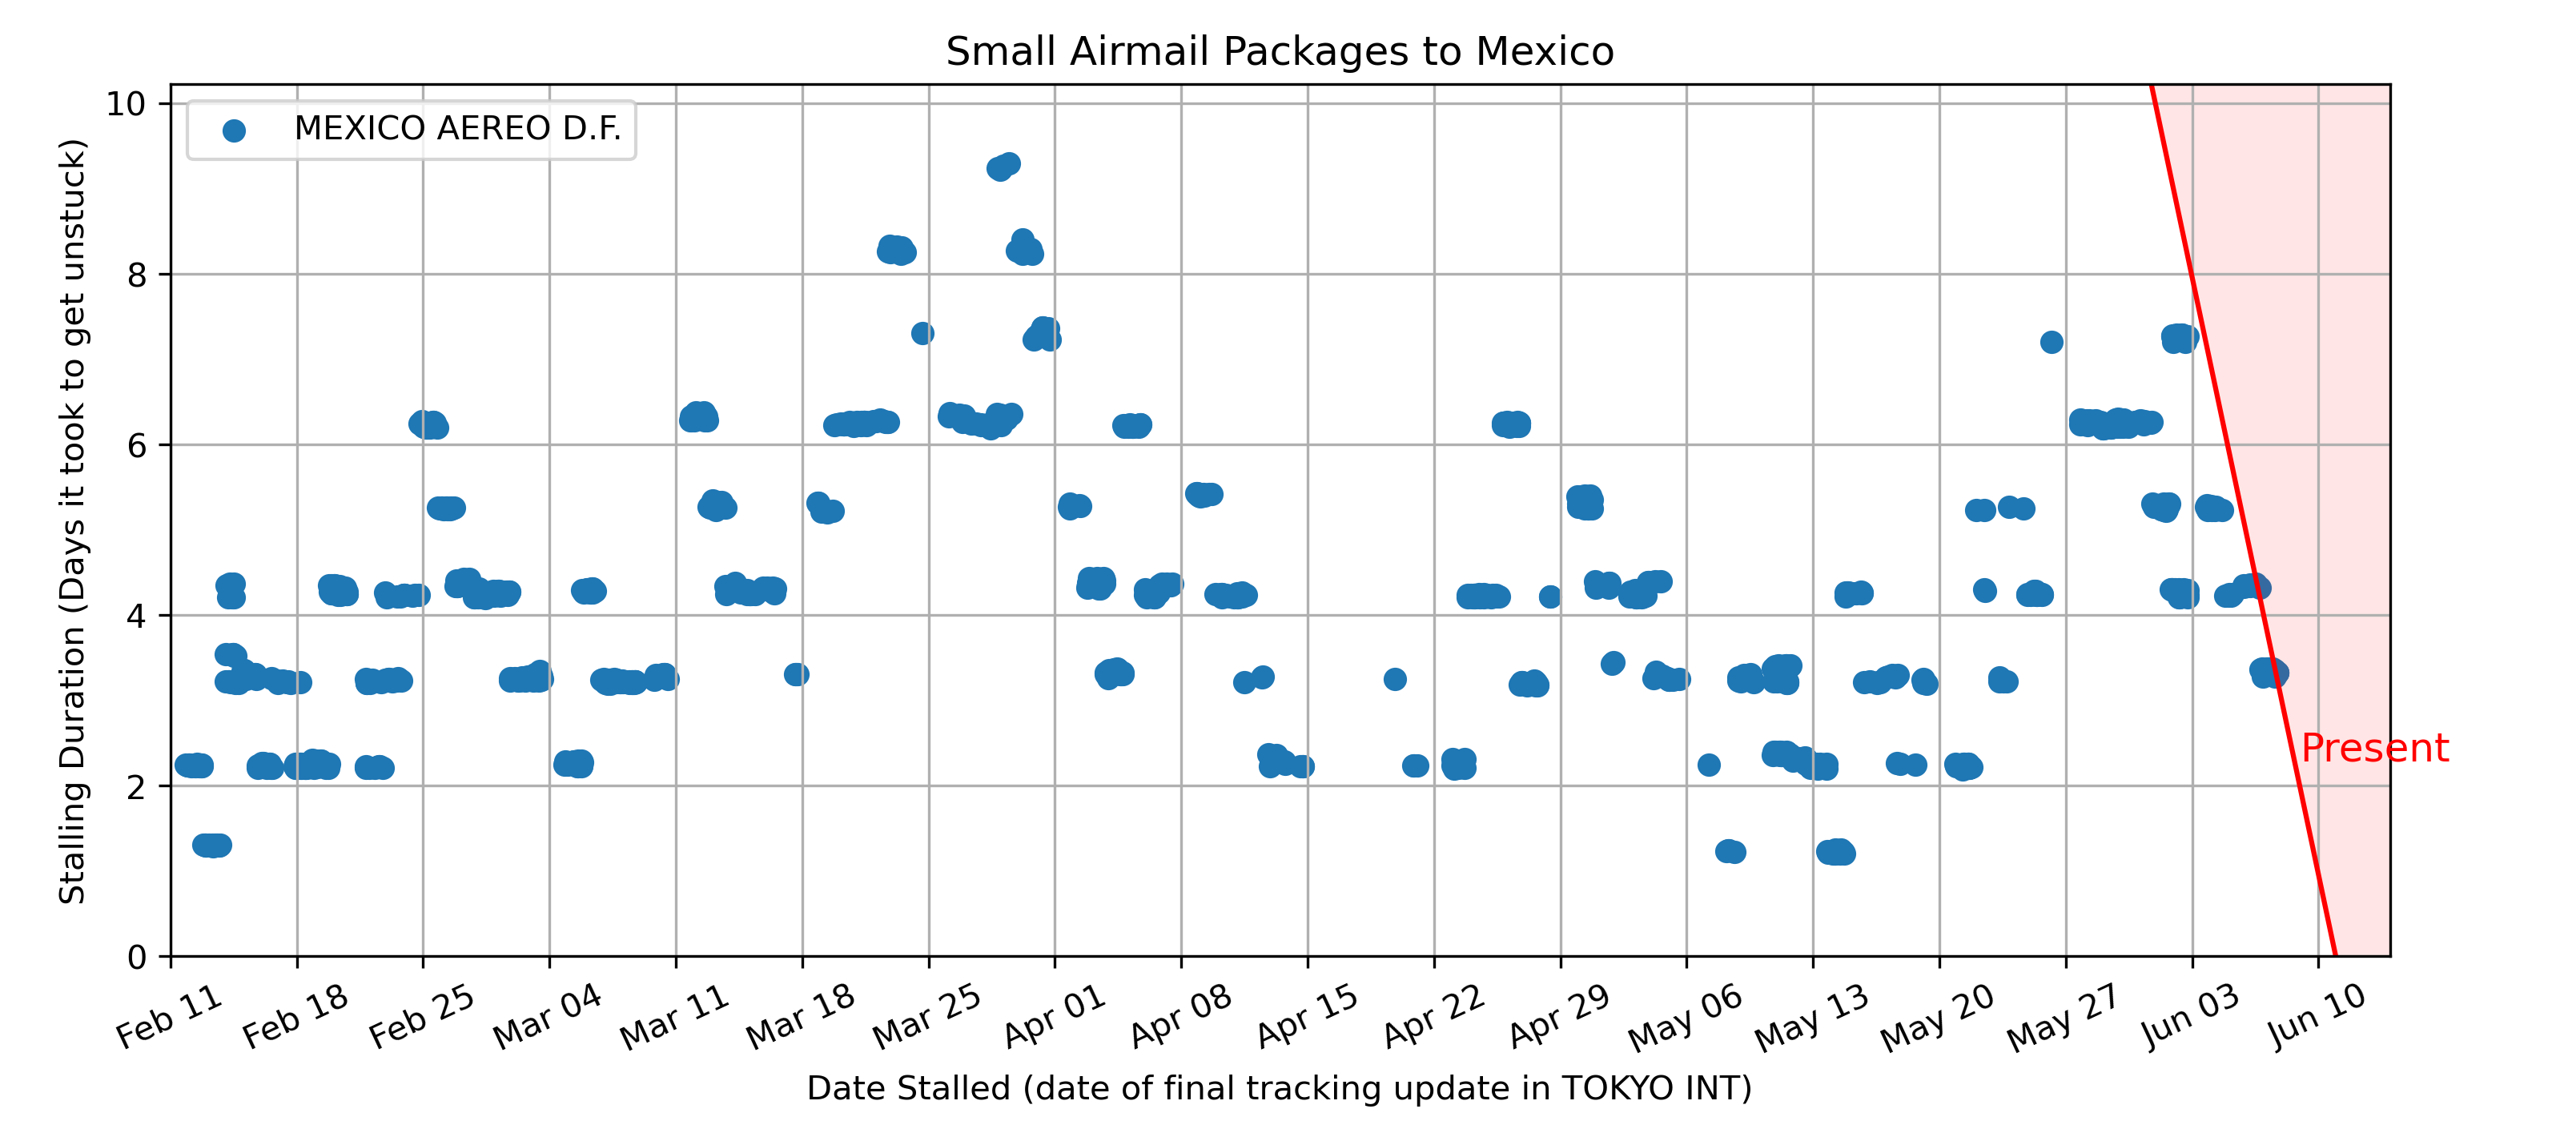 Small Airmail Packages to Mexico
MEXICO AEREO D.F.
Stalling Duration (Days it took to get unstuck)
10
8
6
4
2
0
Present
Feb 11
Feb 18
Feb 25
Mar 04
Mar 11
Mar 18
Mar 25
Apr 01
Apr 08
Apr 15
Apr 22
Apr 29
May 06
May 13
May 20
May 27
Jun 03
Jun 10
Date Stalled (date of final tracking update in TOKYO INT)